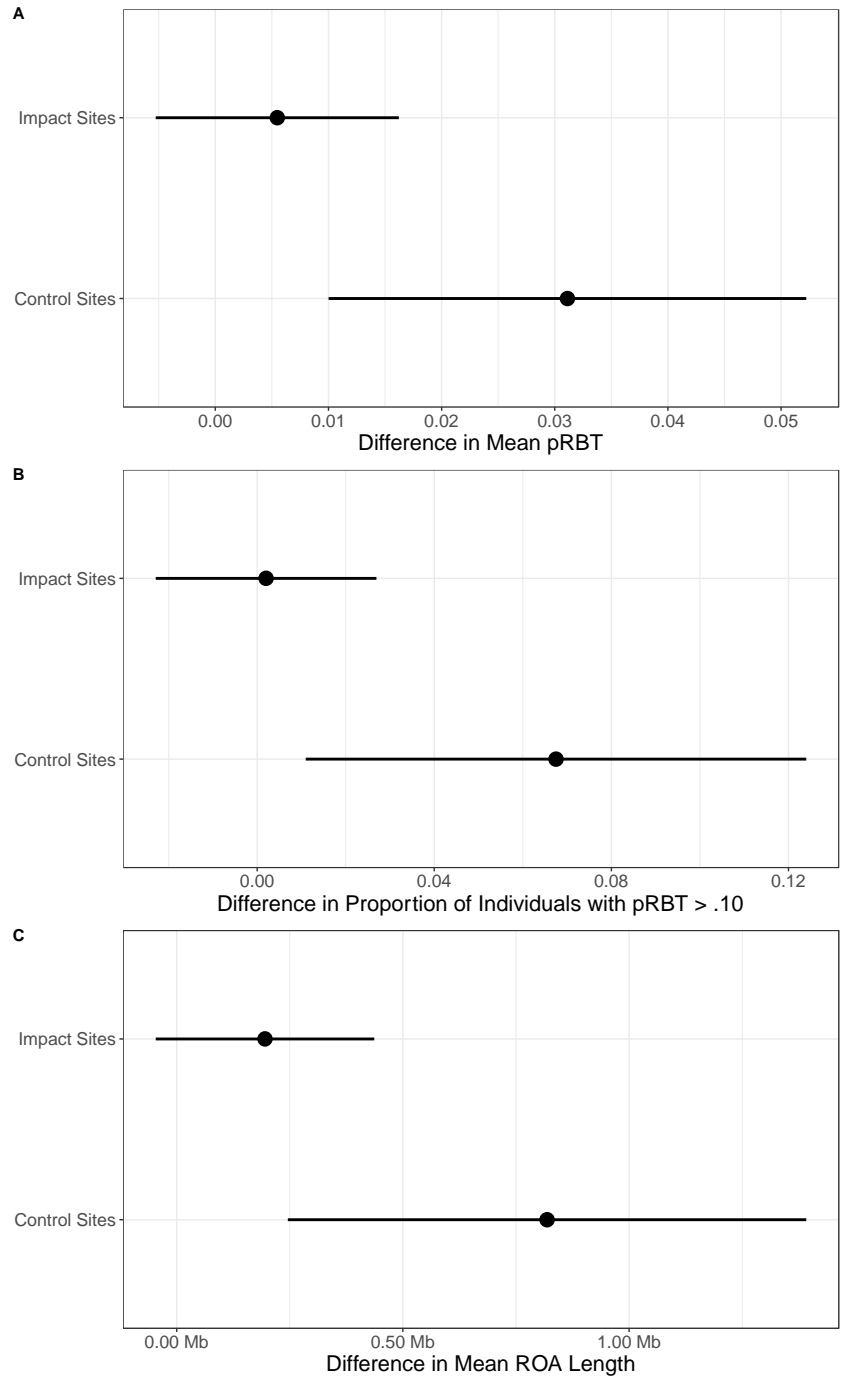 A
Impact Sites
Control Sites
0.00 0.01 0.02 0.03 0.04 0.05
Difference in Mean pRBT
B
Impact Sites
Control Sites
0.00 0.04 0.08 0.12
Difference in Proportion of Individuals with pRBT > .10
C
Impact Sites
Control Sites
0.00 Mb 0.50 Mb 1.00 Mb
Difference in Mean ROA Length